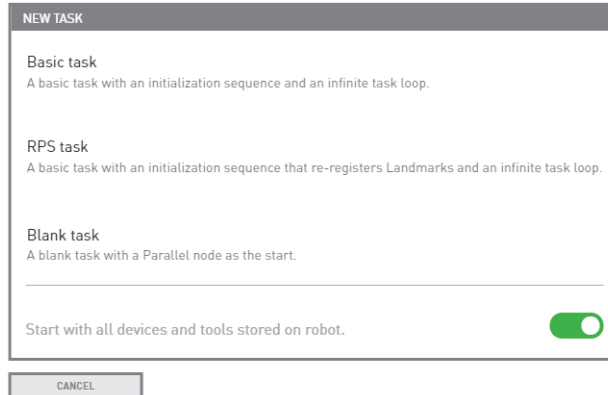 NEW TASK
Basic task
A basic task with an initialization sequence and an infinite task loop.
RPS task
A basic task with an initialization sequence that re-registers Landmarks and an infinite task loop.
Blank task
A blank task with a Parallel node as the start.
Start with all devices and tools stored on robot.
CANCEL